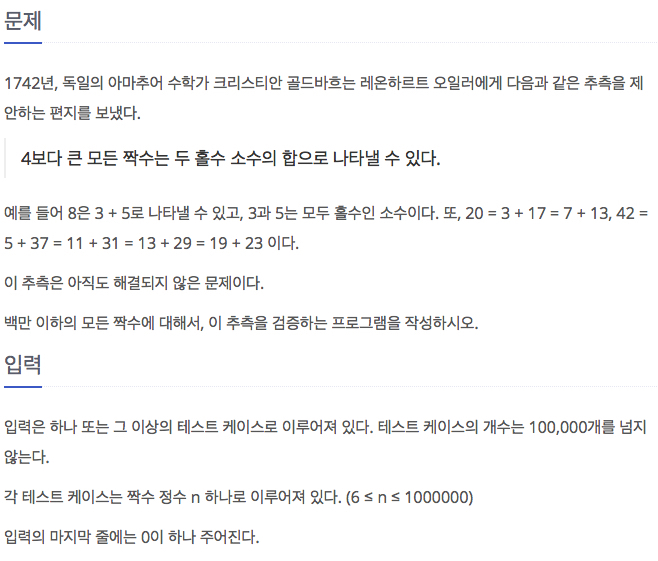 문제
1742년, 독일의 아마추어 수학가 크리스티안 골드바흐는 레온하르트 오일러에게 다음과 같은 추측을 제
안하는 편지를 보냈다.
4보다 큰 모든 짝수는 두 홀수 소수의 합으로 나타낼 수 있다.
예를 들어 8은 3 + 5로 나타낼 수 있고, 3과 5는 모두 홀수인 소수이다. 또, 20 = 3 + 17 = 7 + 13, 42 =
5 + 37 = 11 + 31 = 13 + 29 = 19 + 23 이다.
이 추측은 아직도 해결되지 않은 문제이다.
백만 이하의 모든 짝수에 대해서, 이 추측을 검증하는 프로그램을 작성하시오.
입력
입력은 하나 또는 그 이상의 테스트 케이스로 이루어져 있다. 테스트 케이스의 개수는 100,000개를 넘지
않는다.
각 테스트 케이스는 짝수 정수 n 하나로 이루어져 있다. (6 ≤ n ≤ 1000000)
입력의 마지막 줄에는 0이 하나 주어진다.